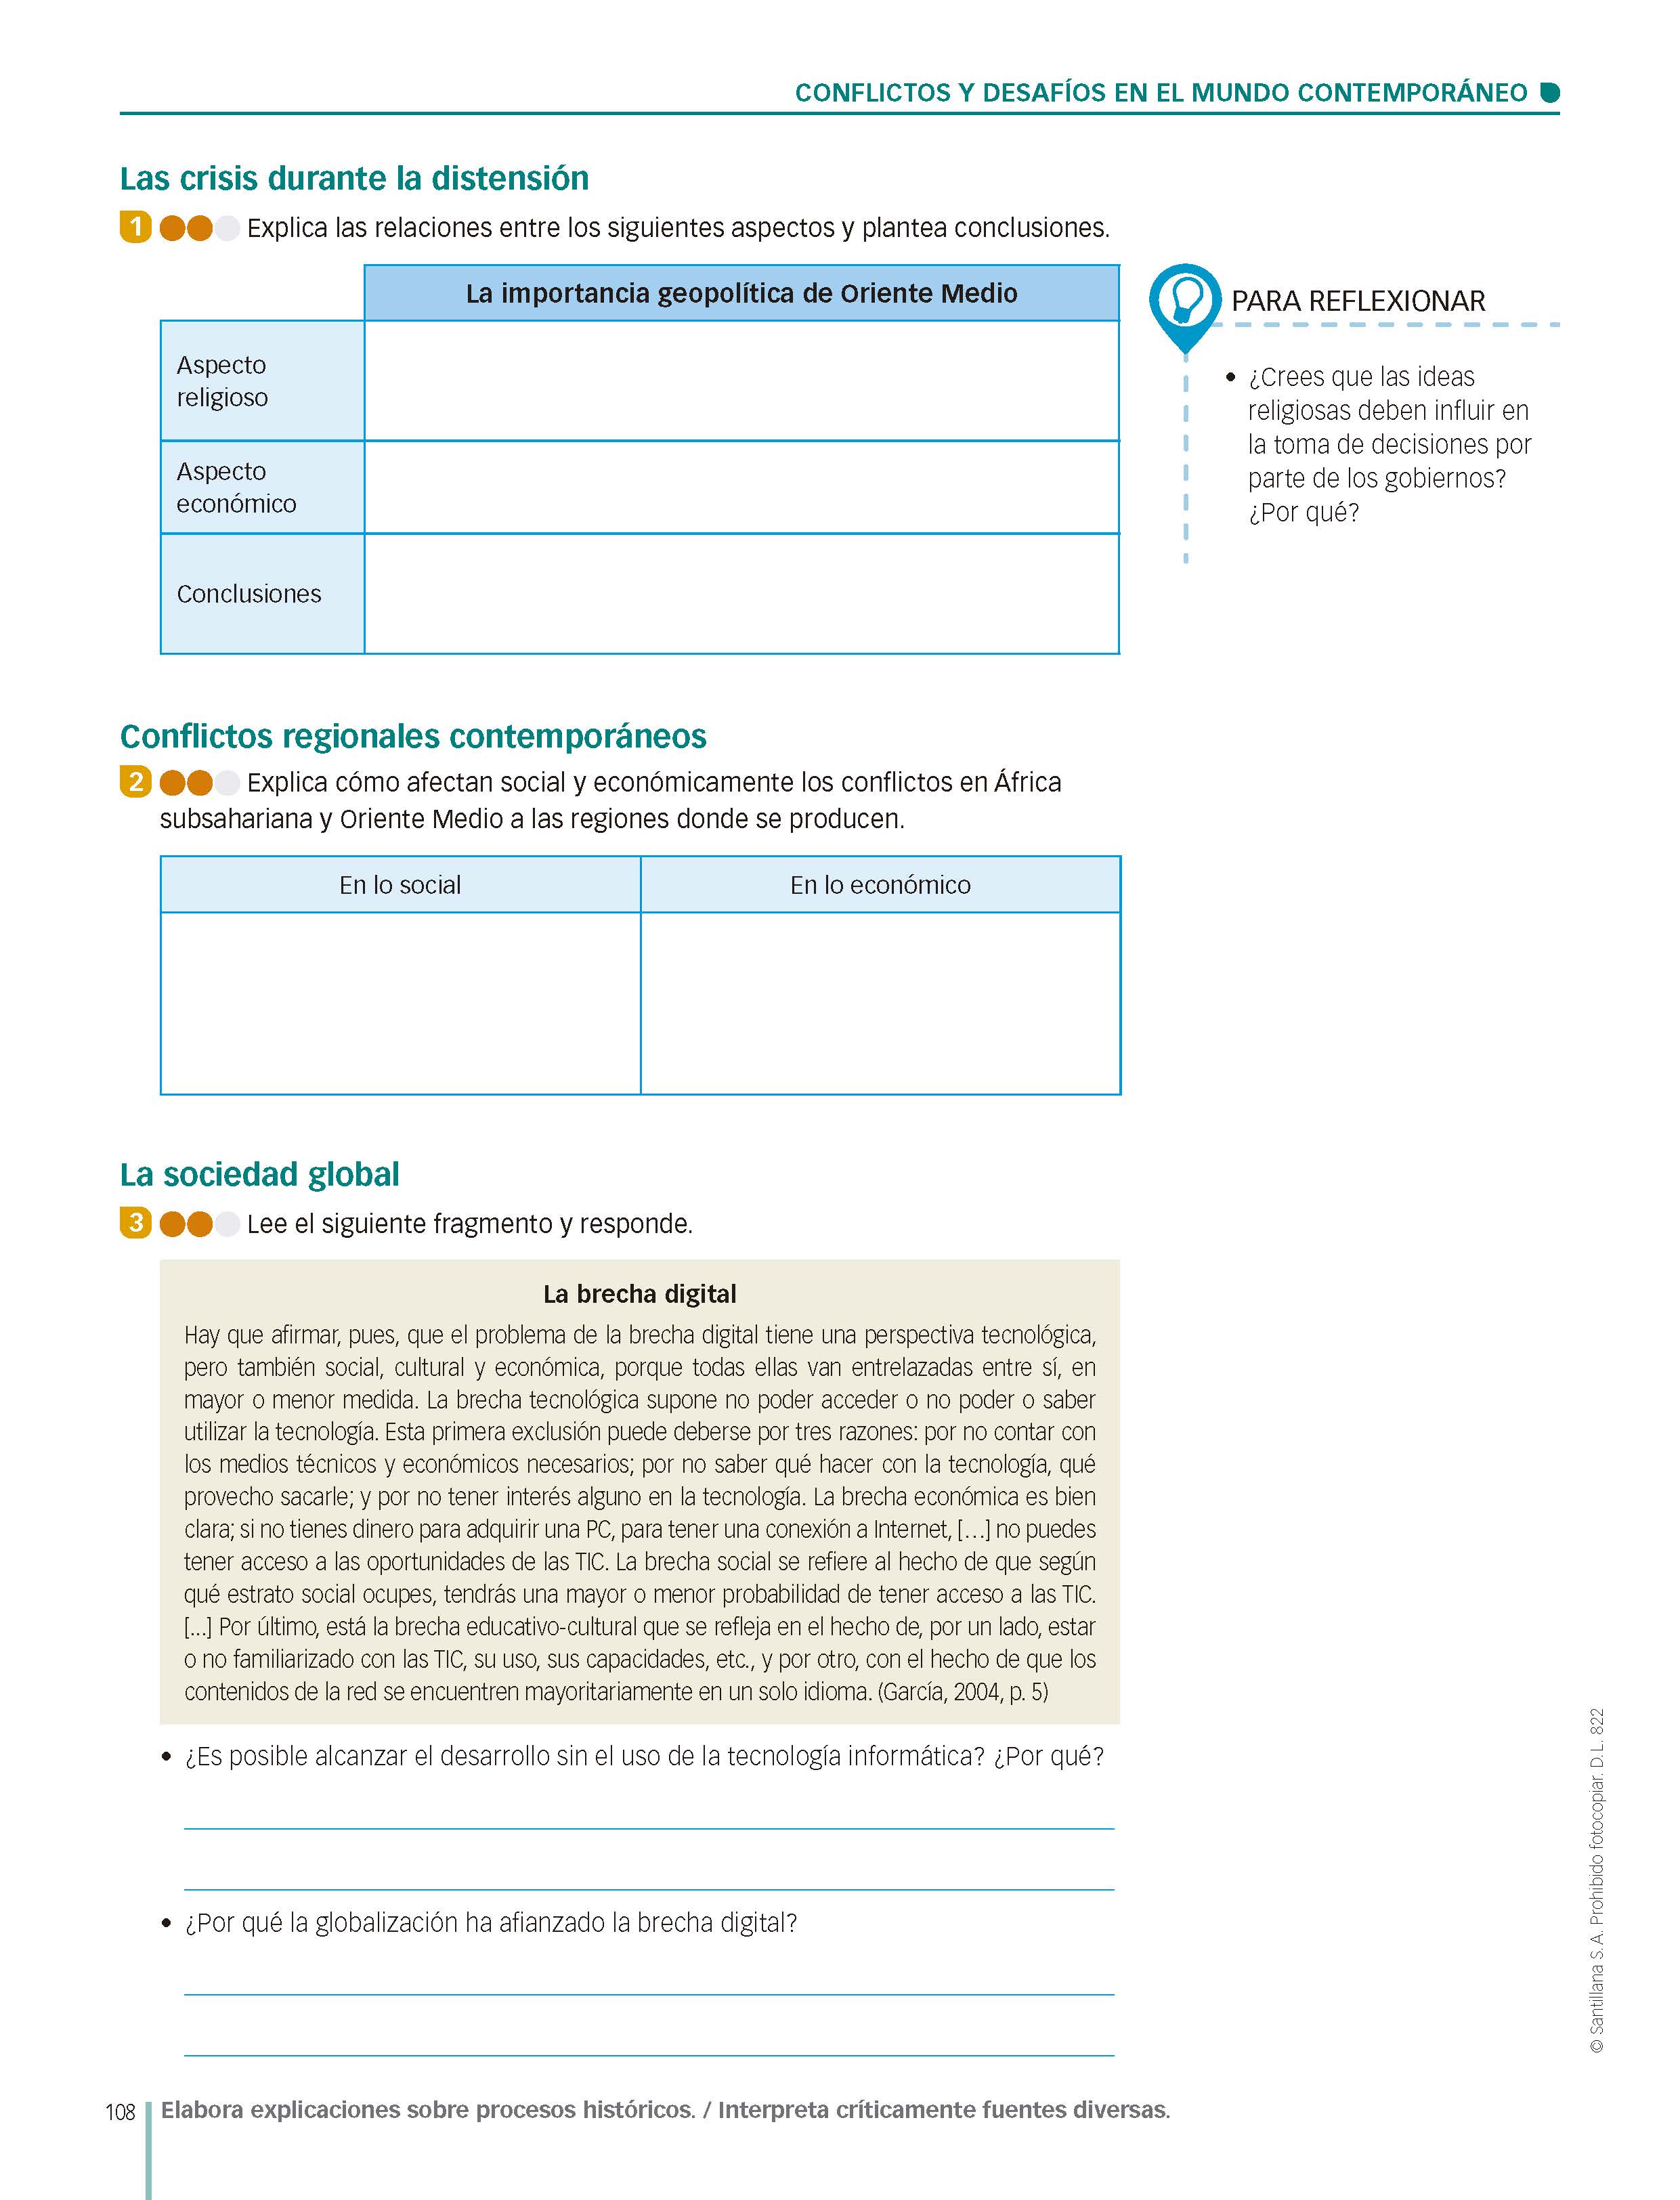 CONFLICTOS Y DESAFÍOS EN EL MUNDO CONTEMPORÁNEO
Las crisis durante la distensión
1 Explica las relaciones entre los siguientes aspectos y plantea conclusiones.
La importancia geopolítica de Oriente Medio
Aspecto
religioso
Aspecto
económico
Conclusiones
PARA REFLEXIONAR
• ¿Crees que las ideas
religiosas deben influir en
la toma de decisiones por
parte de los gobiernos?
¿Por qué?
Conflictos regionales contemporáneos
2 Explica cómo afectan social y económicamente los conflictos en África
subsahariana y Oriente Medio a las regiones donde se producen.
En lo social
En lo económico
La sociedad global
3 Lee el siguiente fragmento y responde.
La brecha digital
Hay que afirmar, pues, que el problema de la brecha digital tiene una perspectiva tecnológica,
pero también social, cultural y económica, porque todas ellas van entrelazadas entre sí, en
mayor o menor medida. La brecha tecnológica supone no poder acceder o no poder o saber
utilizar la tecnología. Esta primera exclusión puede deberse por tres razones: por no contar con
los medios técnicos y económicos necesarios; por no saber qué hacer con la tecnología, qué
provecho sacarle; y por no tener interés alguno en la tecnología. La brecha económica es bien
clara; si no tienes dinero para adquirir una PC, para tener una conexión a Internet, [...] no puedes
tener acceso a las oportunidades de las TIC. La brecha social se refiere al hecho de que según
qué estrato social ocupes, tendrás una mayor o menor probabilidad de tener acceso a las TIC.
[...] Por último, está la brecha educativo-cultural que se refleja en el hecho de, por un lado, estar
o no familiarizado con las TIC, su uso, sus capacidades, etc., y por otro, con el hecho de que los
contenidos de la red se encuentren mayoritariamente en un solo idioma. (García, 2004, p. 5)
• ¿Es posible alcanzar el desarrollo sin el uso de la tecnología informática? ¿Por qué?
• ¿Por qué la globalización ha afianzado la brecha digital?
© Santillana S. A. Prohibido fotocopiar. D. L. 822
108 Elabora explicaciones sobre procesos históricos. / Interpreta críticamente fuentes diversas.